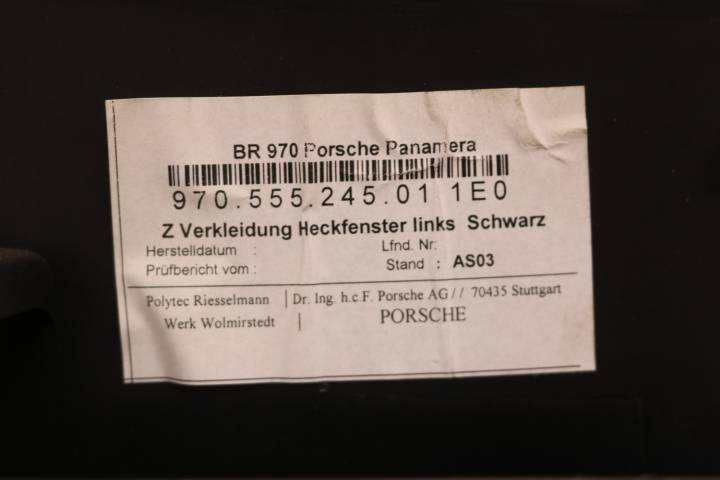 BR 970 Porsche Panamera
970.555.245.01 1E0
Z Verkleidung Heckfenster links Schwarz
Herstelldatum : Lfnd. Nr:
Prüfbericht vom : Stand : AS03
Polytec Riesselmann | Dr. Ing. h.c.F. Porsche AG // 70435 Stuttgart
Werk Wolmirstedt | PORSCHE